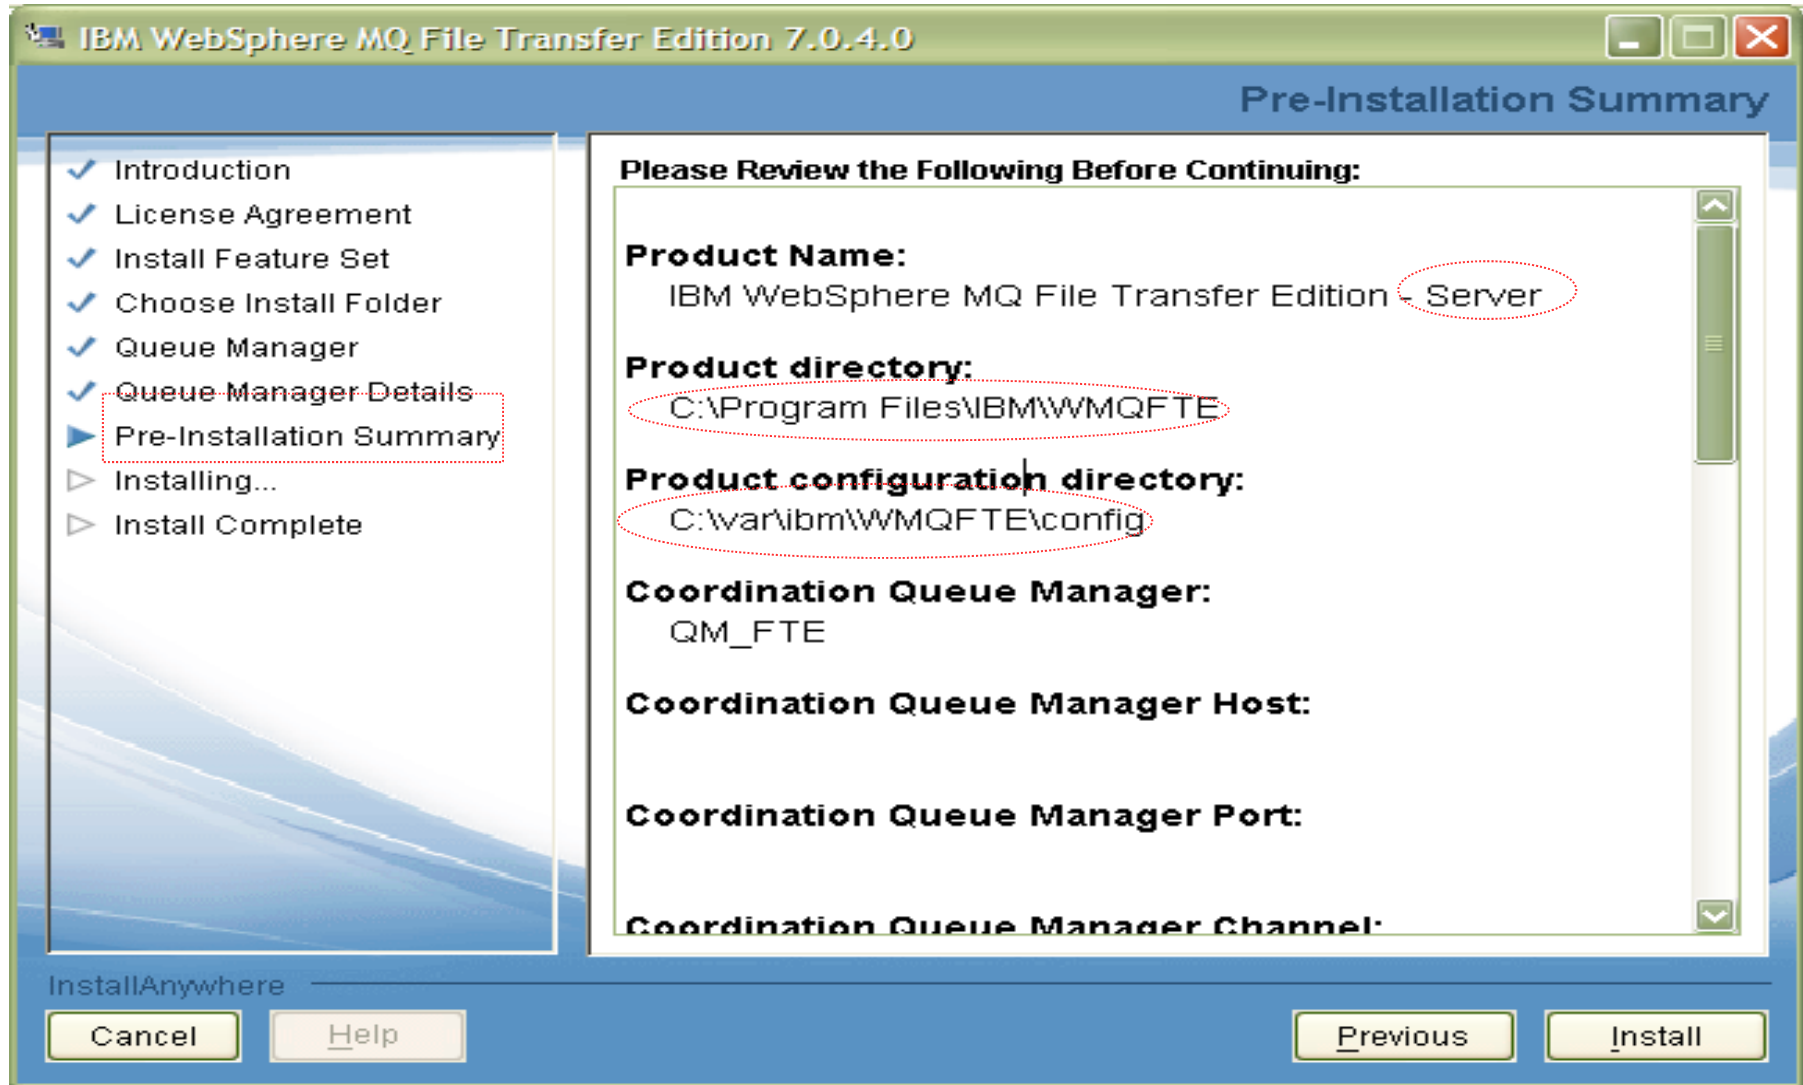 IBM WebSphere MQ File Transfer Edition 7.0.4.0
Pre-Installation Summary
Introduction
License Agreement
Install Feature Set
Choose Install Folder
Queue Manager
Queue Manager Details
Pre-Installation Summary
Installing...
Install Complete
Please Review the Following Before Continuing:
Product Name:
IBM WebSphere MQ File Transfer Edition - Server
Product directory:
C:\Program Files\IBM\WMQFTE
Product configuration directory:
C:\var\ibm\WMQFTE\config
Coordination Queue Manager:
QM_FTE
Coordination Queue Manager Host:
Coordination Queue Manager Port:
Coordination Queue Manager Channel:
InstallAnywhere
Cancel
Help
Previous
Install